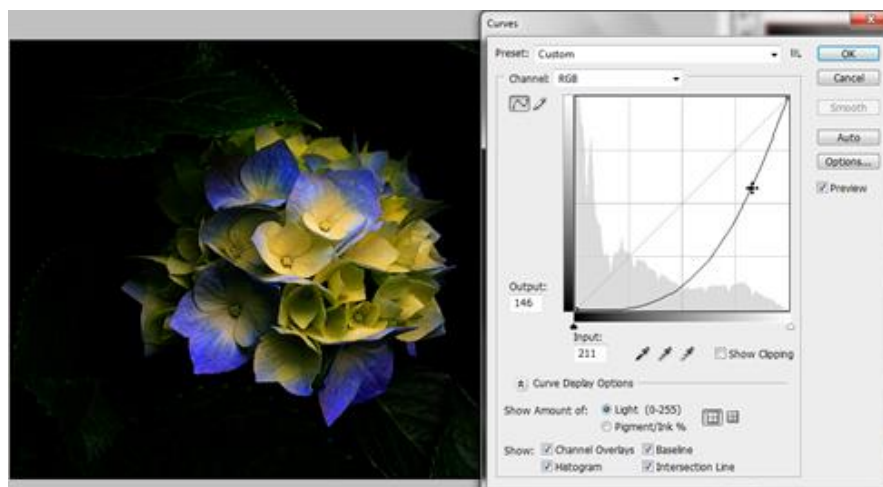 Curves
Preset: Custom
OK
Channel: RGB
Cancel
Smooth
Auto
Options...
Preview
Output:
146
Input:
211
Show Clipping
Curve Display Options
Show Amount of: Light (0-255)
Pigment/Ink %
Show: Channel Overlays Baseline
Histogram Intersection Line